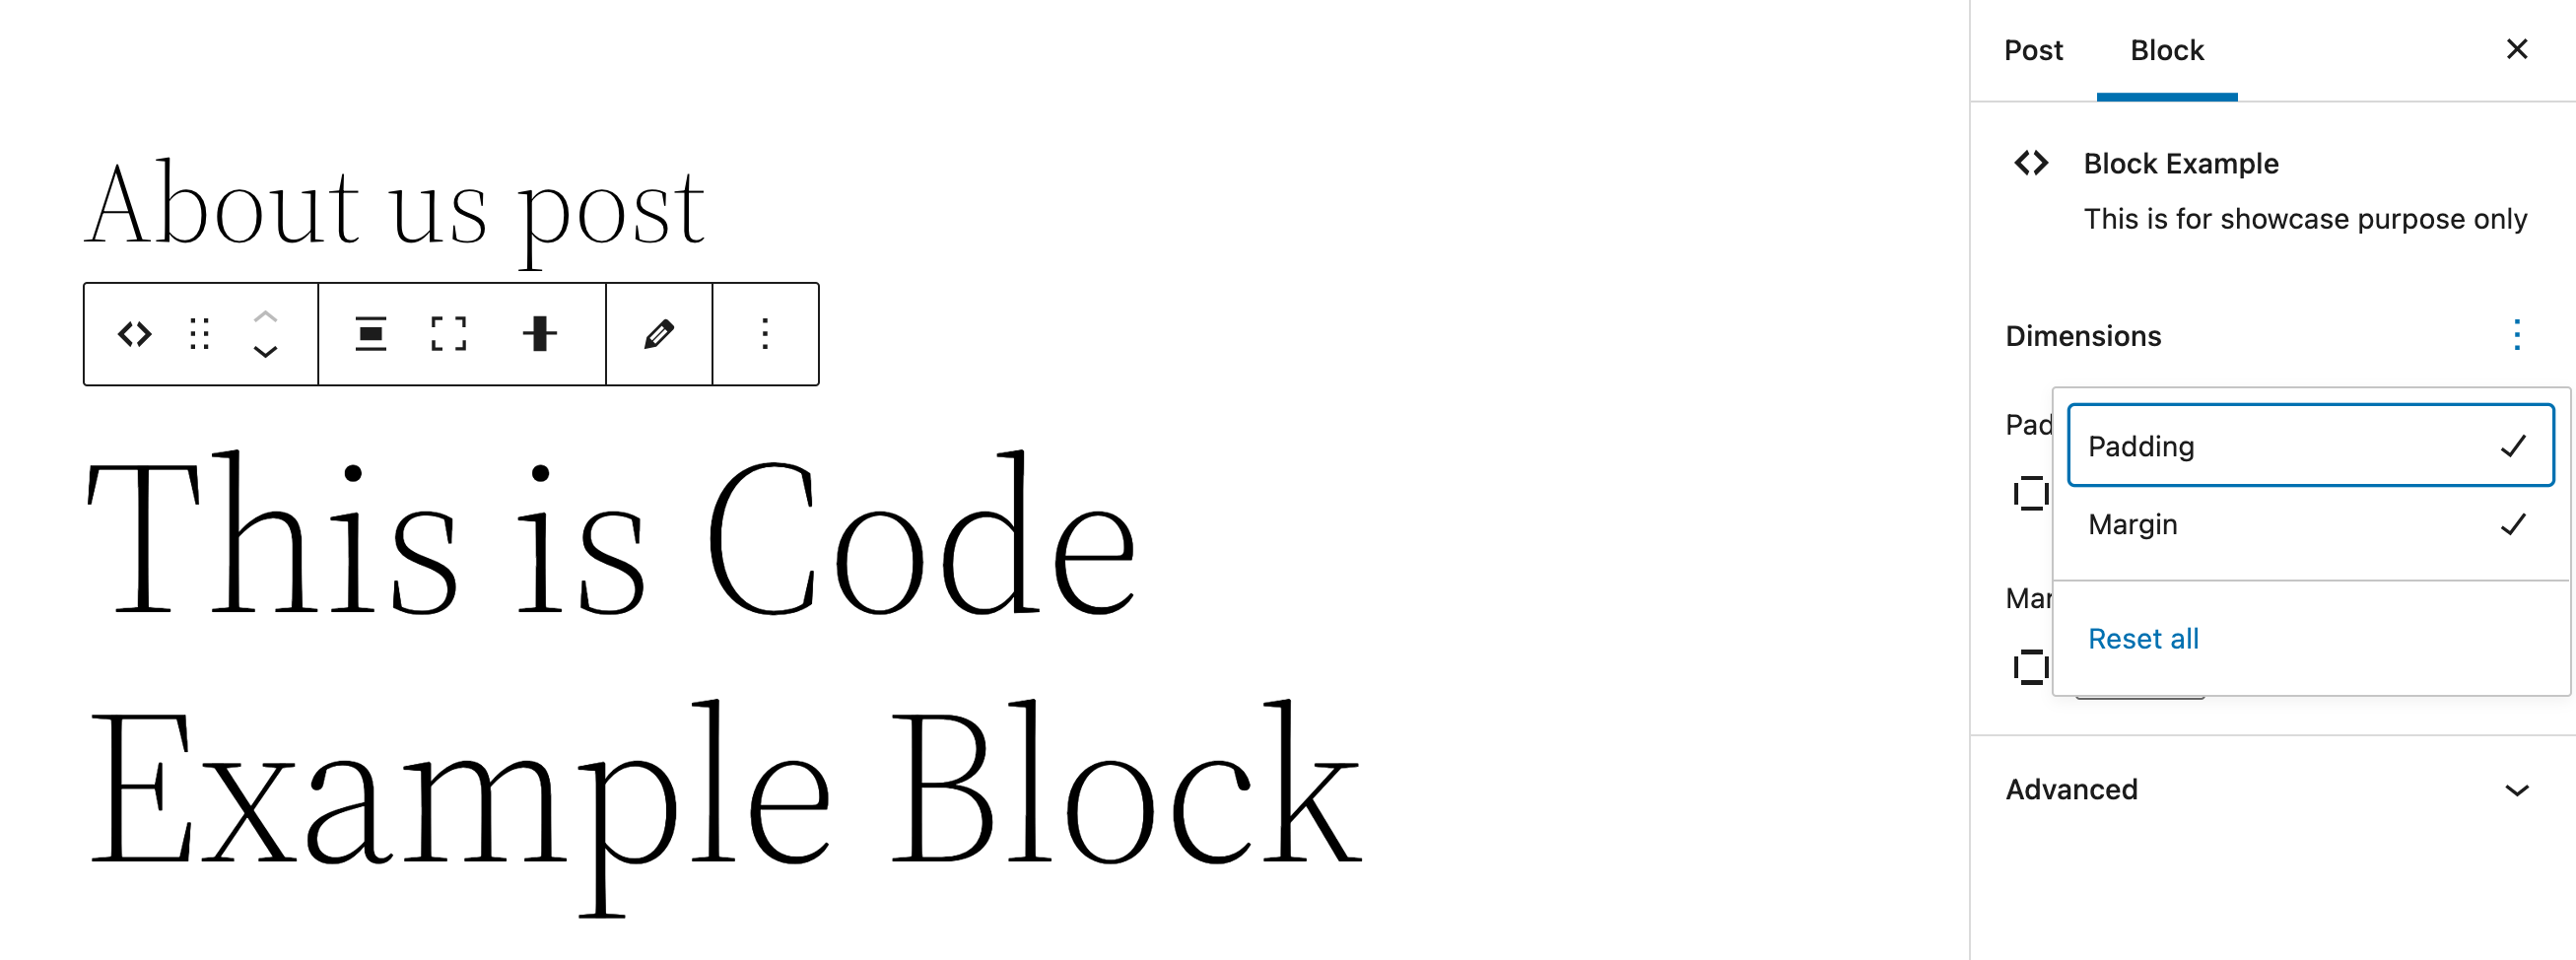 Post Block
Block Example
This is for showcase purpose only
About us post
Dimensions
Pad
Padding
Margin
Mar
Reset all
This is Code
Example Block
Advanced